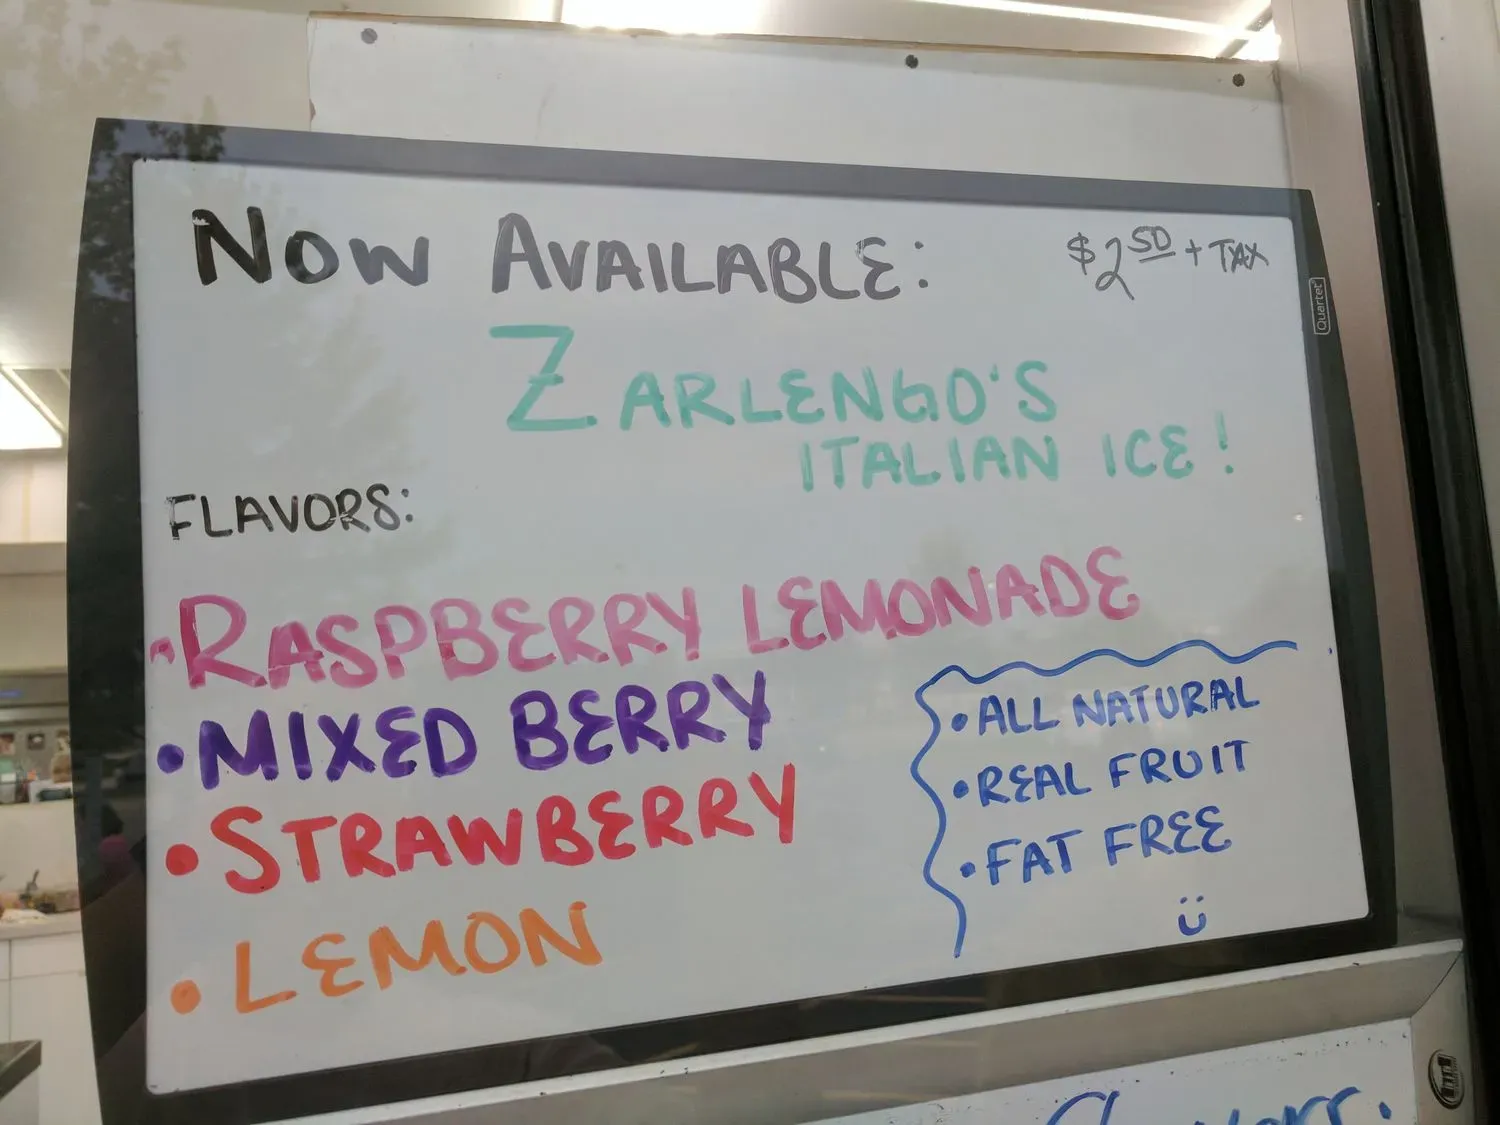 NOW AVAILABLE:
$2.50 + TAX
Quartet
ZARLENGO'S
ITALIAN ICE!
FLAVORS:
• RASPBERRY LEMONADE
• MIXED BERRY
• STRAWBERRY
• LEMON
• ALL NATURAL
• REAL FRUIT
• FAT FREE